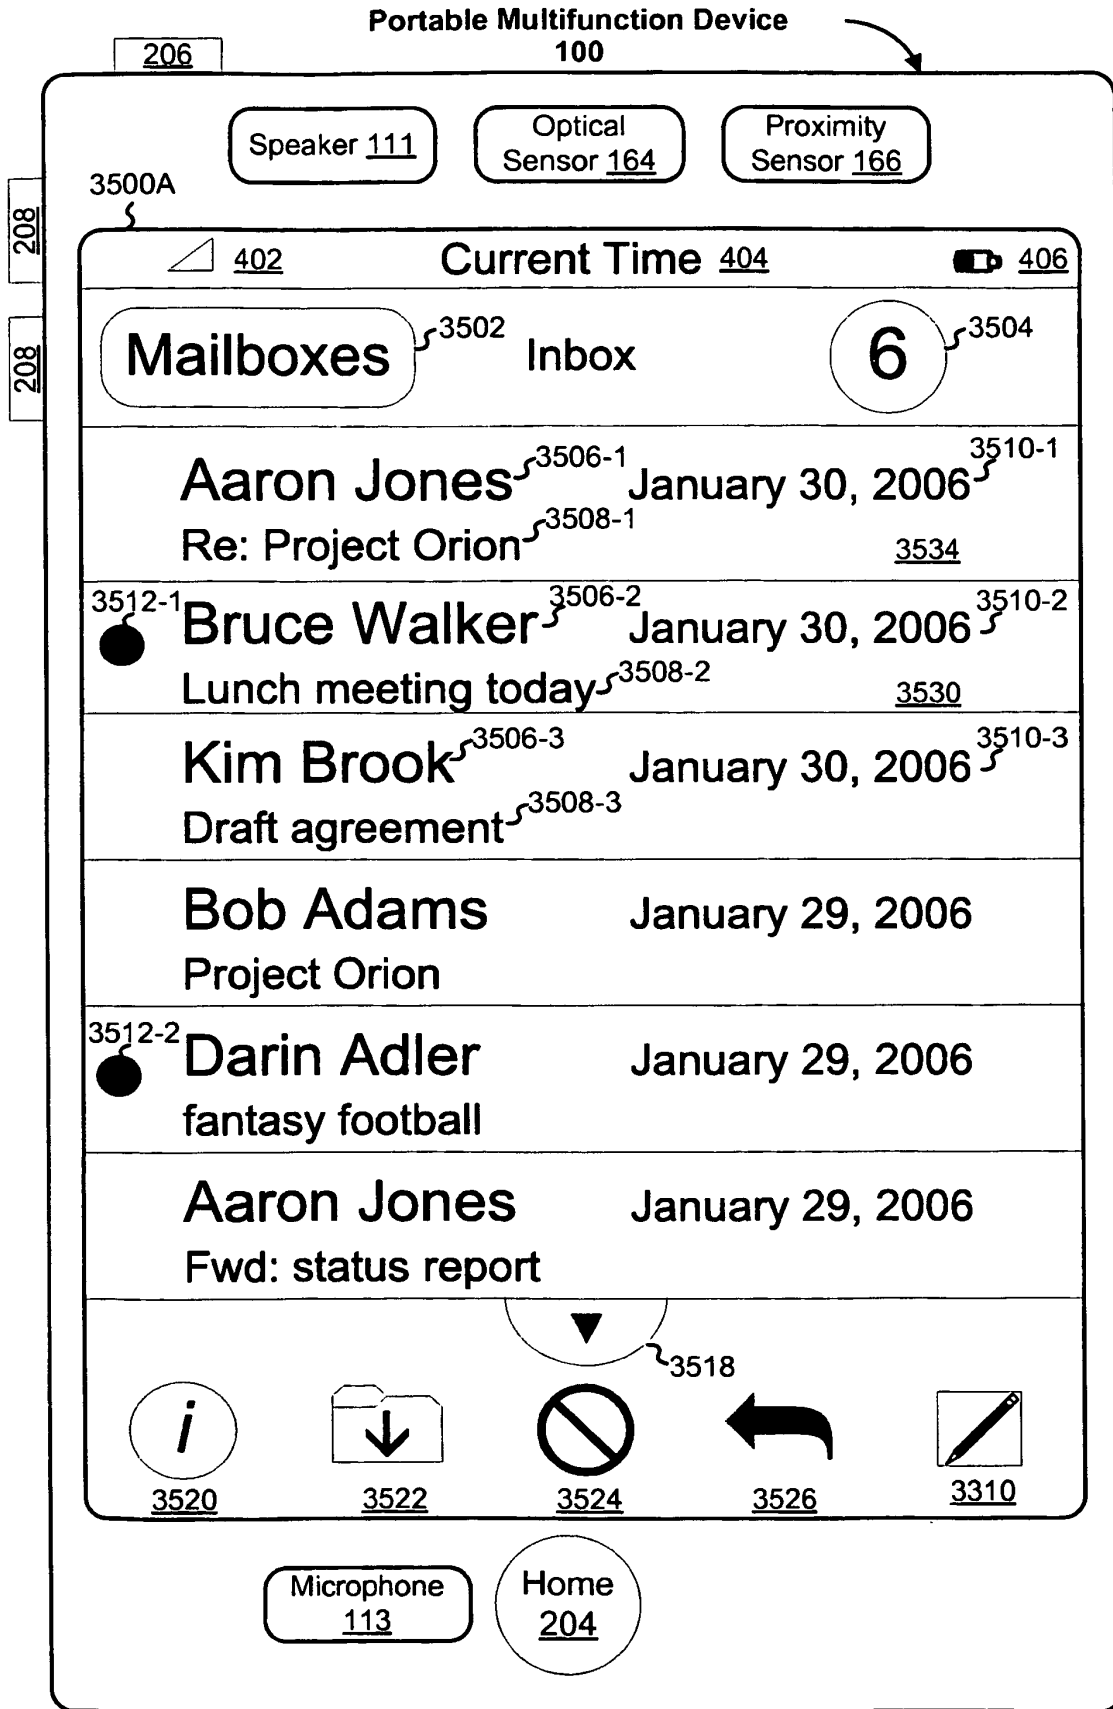 Portable Multifunction Device
100
206
Speaker 111
Optical
Sensor 164
Proximity
Sensor 166
3500A
208
208
402
Current Time 404
406
Mailboxes
3502
Inbox
6
3504
Aaron Jones
3506-1
January 30, 2006
3510-1
Re: Project Orion
3508-1
3534
3512-1
Bruce Walker
3506-2
January 30, 2006
3510-2
Lunch meeting today
3508-2
3530
Kim Brook
3506-3
January 30, 2006
3510-3
Draft agreement
3508-3
Bob Adams
January 29, 2006
Project Orion
3512-2
Darin Adler
January 29, 2006
fantasy football
Aaron Jones
January 29, 2006
Fwd: status report
3518
i
3520
3522
3524
3526
3310
Microphone
113
Home
204